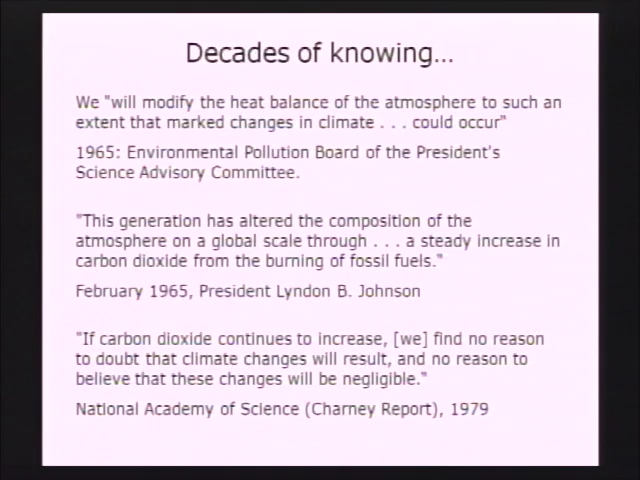 Decades of knowing...
We "will modify the heat balance of the atmosphere to such an
extent that marked changes in climate . . . could occur"
1965: Environmental Pollution Board of the President's
Science Advisory Committee.
"This generation has altered the composition of the
atmosphere on a global scale through . . . a steady increase in
carbon dioxide from the burning of fossil fuels."
February 1965, President Lyndon B. Johnson
"If carbon dioxide continues to increase, [we] find no reason
to doubt that climate changes will result, and no reason to
believe that these changes will be negligible."
National Academy of Science (Charney Report), 1979